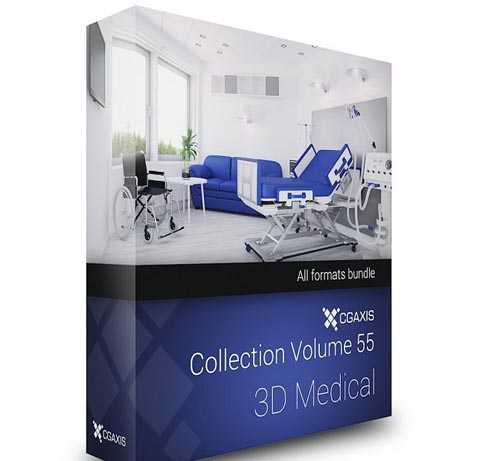 All formats bundle
CGAXIS
Collection Volume 55
3D Medical
CGAXIS